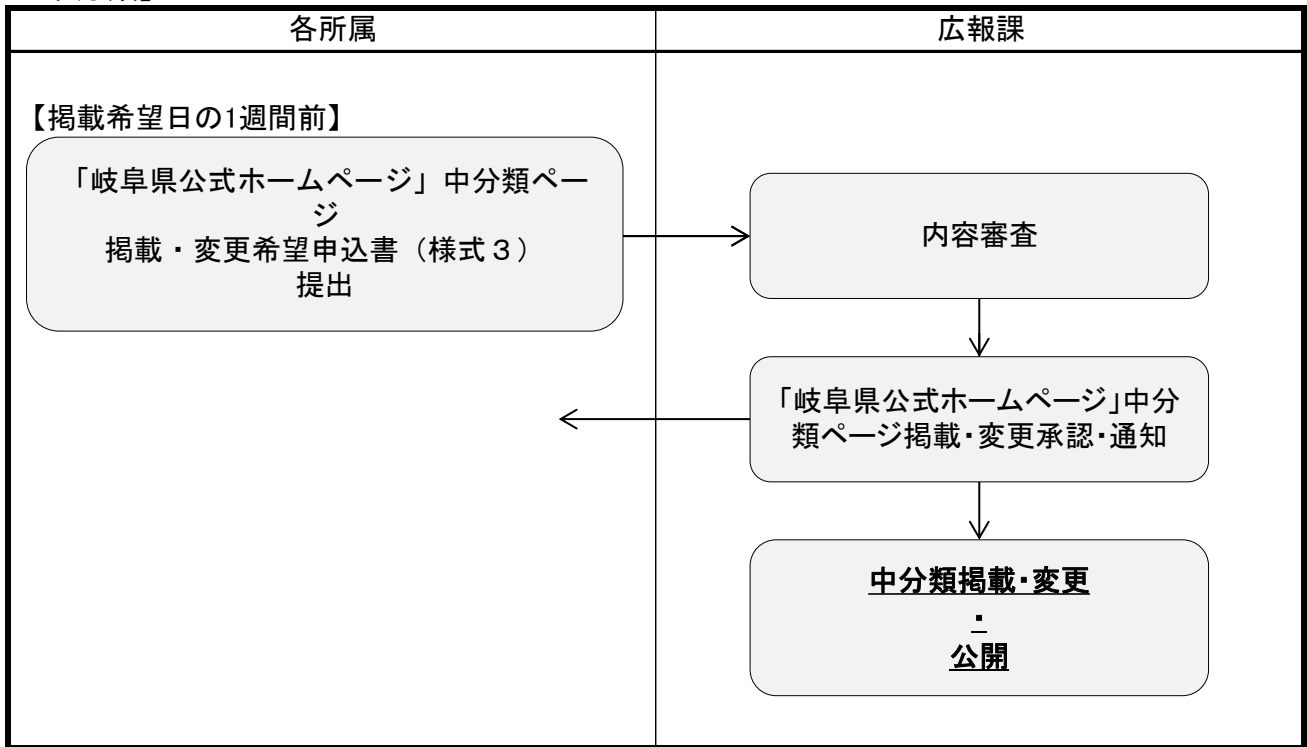 各所属
広報課
【掲載希望日の1週間前】
「岐阜県公式ホームページ」中分類ペー
ジ
掲載・変更希望申込書（様式３）
提出
内容審査
「岐阜県公式ホームページ」中分
類ページ掲載・変更承認・通知
中分類掲載・変更
・
公開